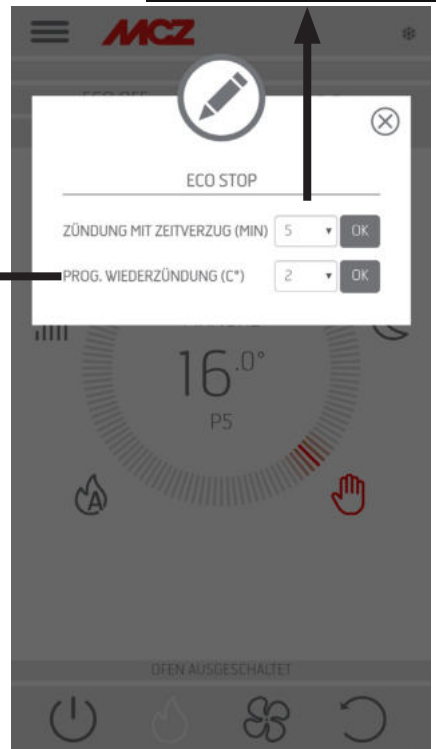 MCZ
ECO STOP
ZÜNDUNG MIT ZEITVERZUG (MIN) 5 OK
PROG. WIEDERZÜNDUNG (C°) 2 OK
16.0°
P5
A
OFEN AUSGESCHALTET